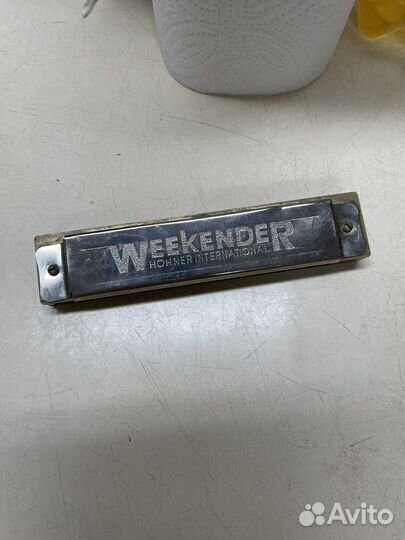 WEEKENDER
HOHNER INTERNATIONAL
Avito